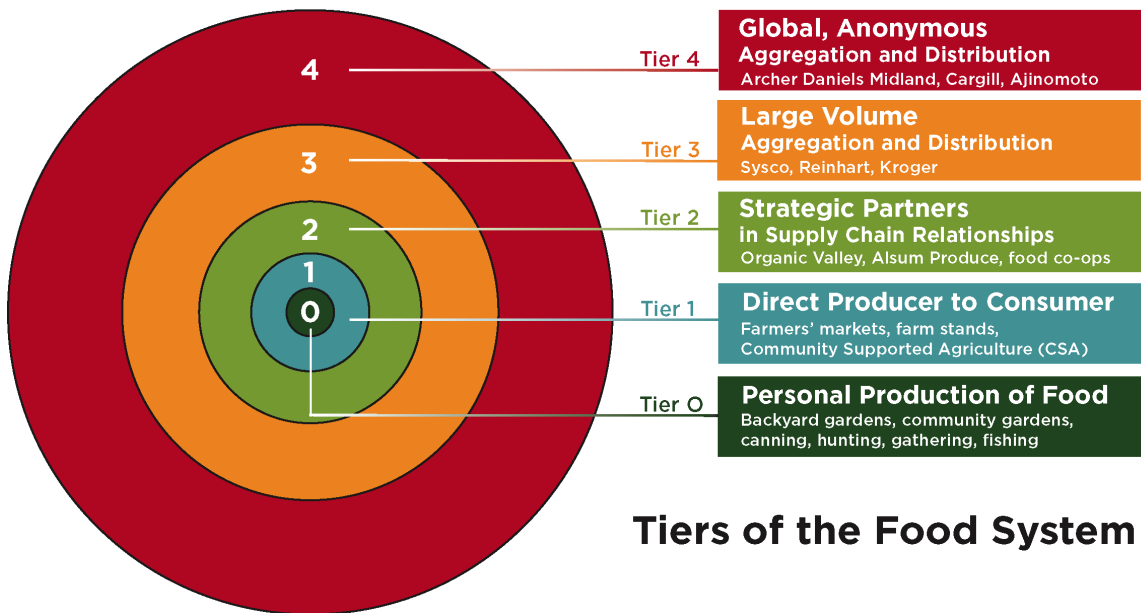 4
Tier 4
Global, Anonymous
Aggregation and Distribution
Archer Daniels Midland, Cargill, Ajinomoto
3
Tier 3
Large Volume
Aggregation and Distribution
Sysco, Reinhart, Kroger
2
Tier 2
Strategic Partners
in Supply Chain Relationships
Organic Valley, Alsum Produce, food co-ops
1
Tier 1
Direct Producer to Consumer
Farmers' markets, farm stands,
Community Supported Agriculture (CSA)
0
Tier 0
Personal Production of Food
Backyard gardens, community gardens,
canning, hunting, gathering, fishing
Tiers of the Food System